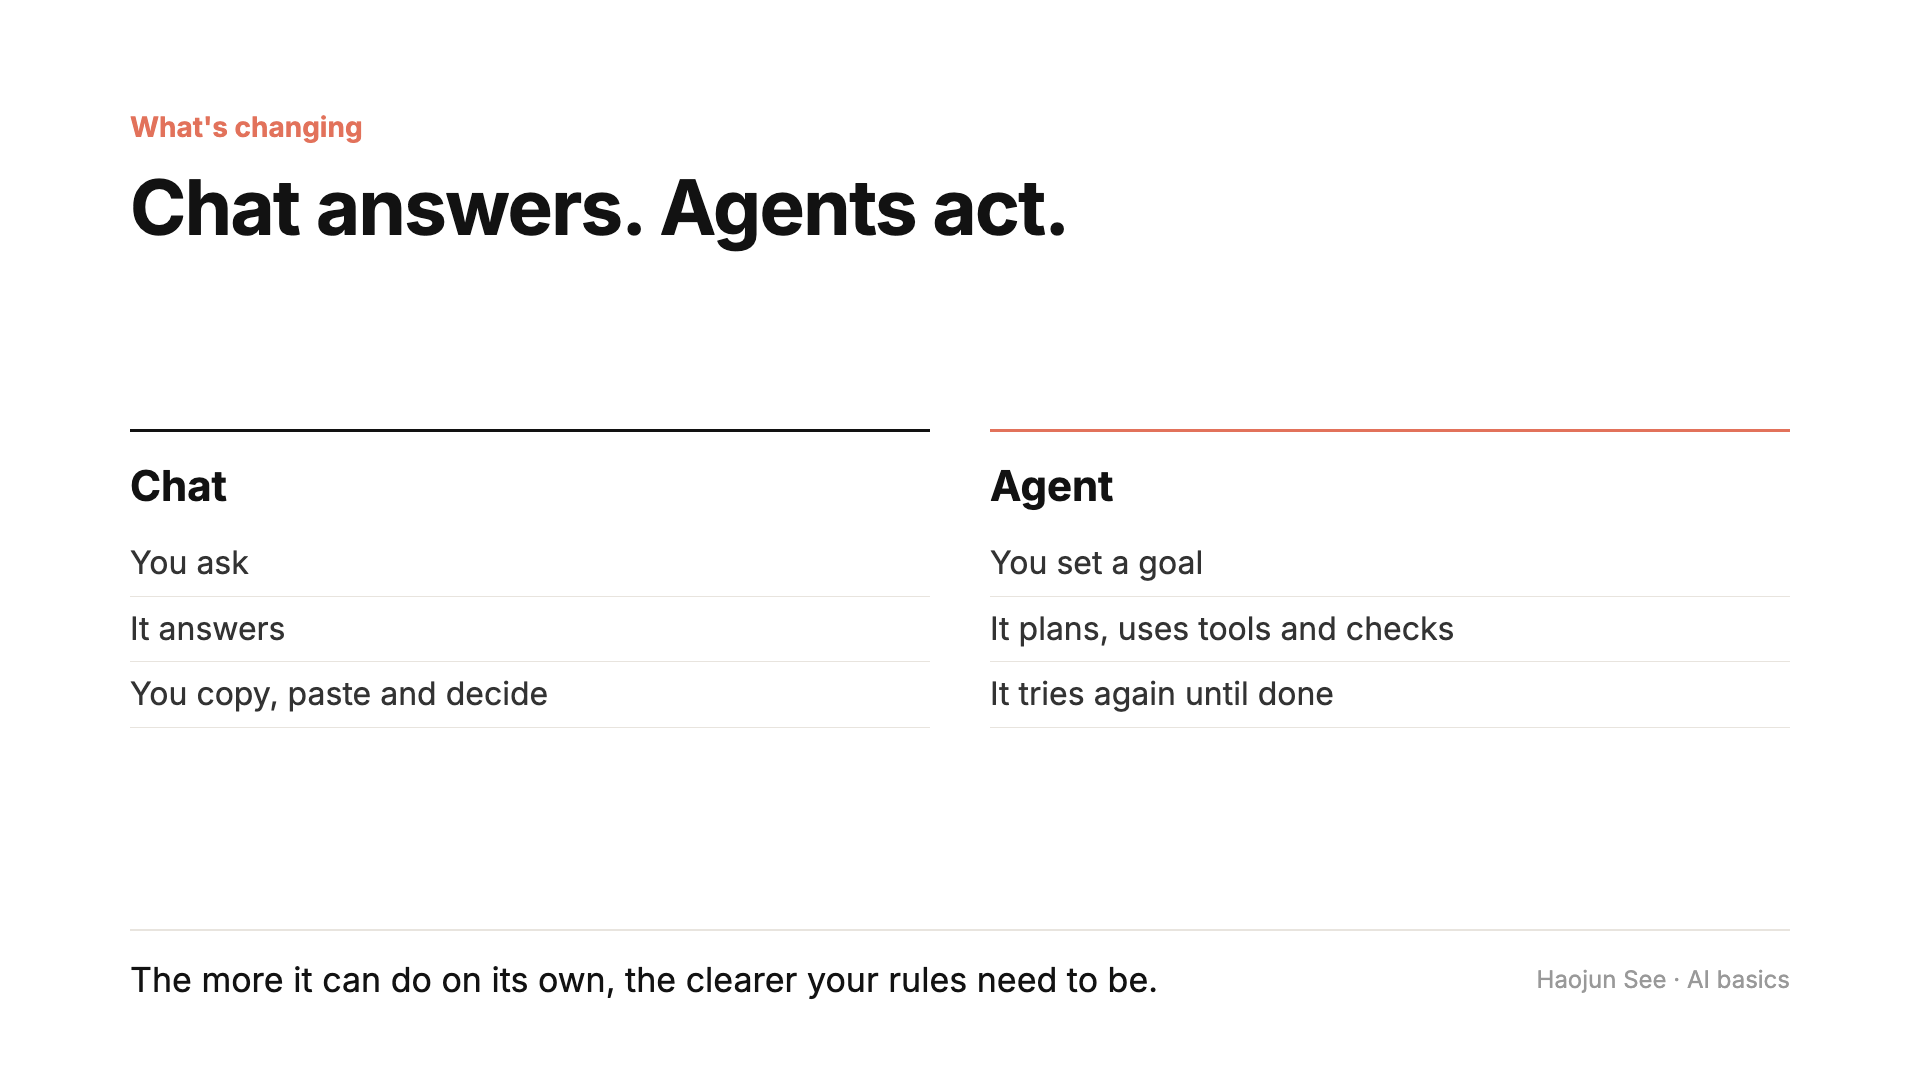 What's changing
Chat answers. Agents act.
Chat
You ask
It answers
You copy, paste and decide
Agent
You set a goal
It plans, uses tools and checks
It tries again until done
The more it can do on its own, the clearer your rules need to be.
Haojun See · AI basics